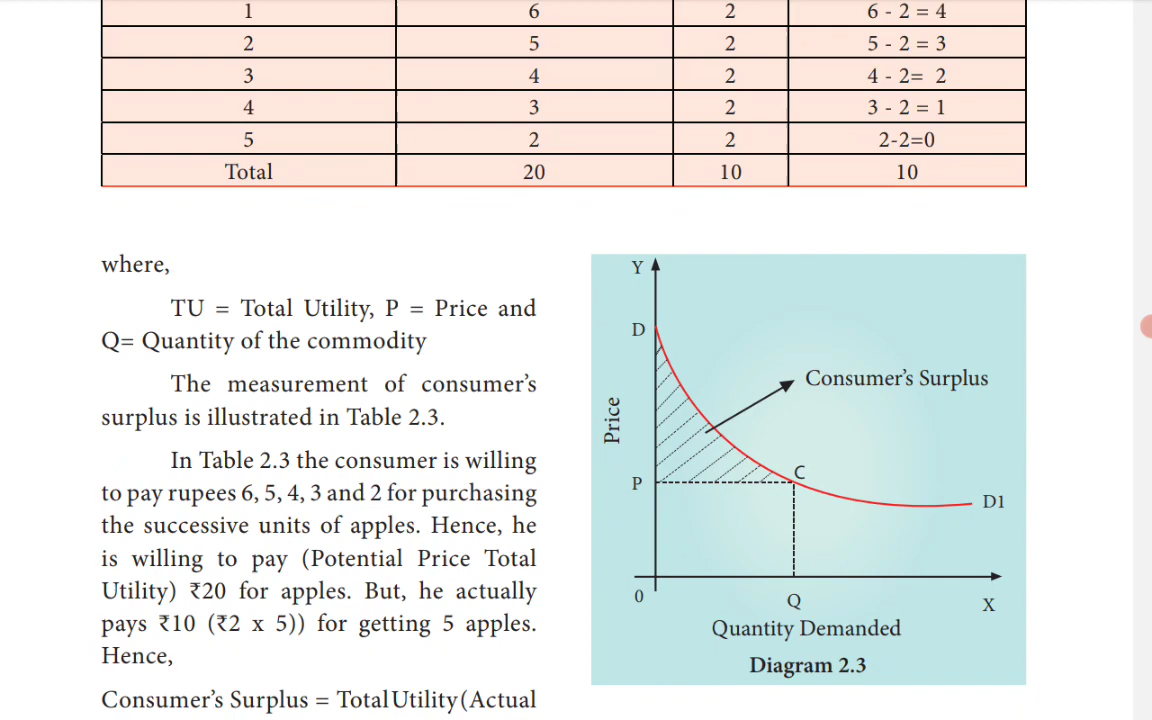 1 6 2 6 - 2 = 4
2 5 2 5 - 2 = 3
3 4 2 4 - 2= 2
4 3 2 3 - 2 = 1
5 2 2 2-2=0
Total 20 10 10
where,
TU = Total Utility, P = Price and
Q= Quantity of the commodity
The measurement of consumer's
surplus is illustrated in Table 2.3.
In Table 2.3 the consumer is willing
to pay rupees 6, 5, 4, 3 and 2 for purchasing
the successive units of apples. Hence, he
is willing to pay (Potential Price Total
Utility) ₹20 for apples. But, he actually
pays ₹10 (₹2 x 5)) for getting 5 apples.
Hence,
Consumer's Surplus = Total Utility (Actual
Y
D
Consumer's Surplus
Price
C
P
D1
0
Q
X
Quantity Demanded
Diagram 2.3